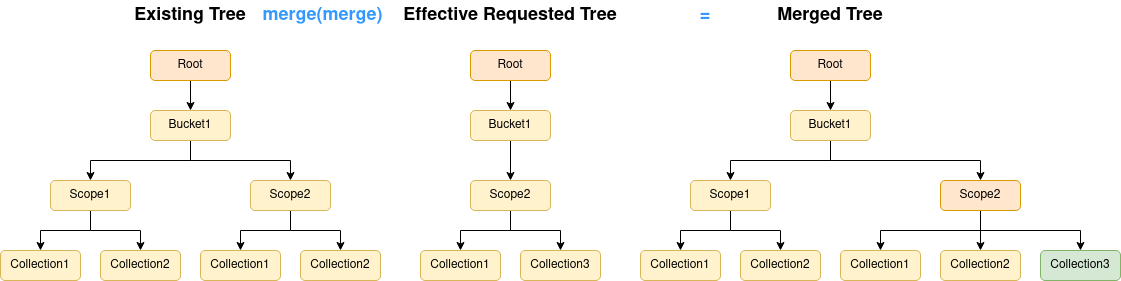 Existing Tree merge(merge) Effective Requested Tree = Merged Tree
Root Root Root
Bucket1 Bucket1 Bucket1
Scope1 Scope2 Scope2 Scope1 Scope2
Collection1 Collection2 Collection1 Collection2 Collection1 Collection3 Collection1 Collection2 Collection1 Collection2 Collection3